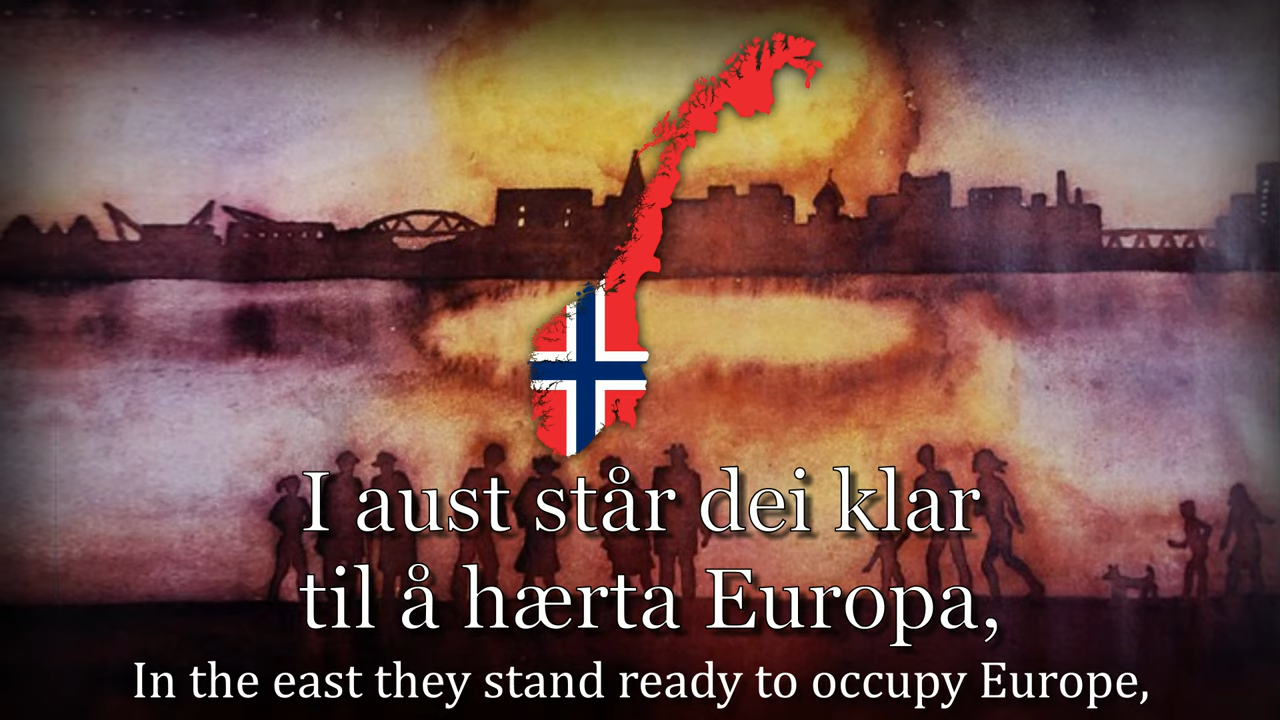 I aust står dei klar
til å hærta Europa,
In the east they stand ready to occupy Europe,